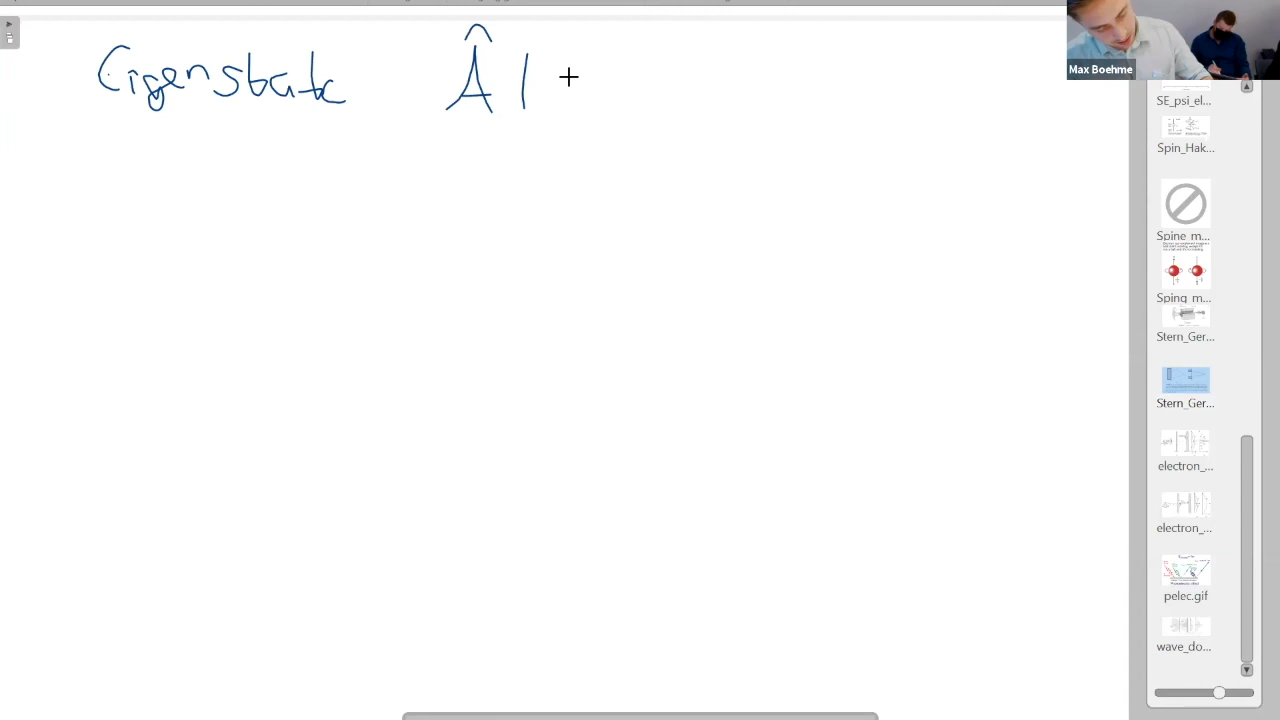 Eigenstate Â |
Max Boehme
SE_psi_el...
Spin_Hak...
Spine_m...
Sping_m...
Stern_Ger...
Stern_Ger...
electron_...
electron_...
pelec.gif
wave_do...